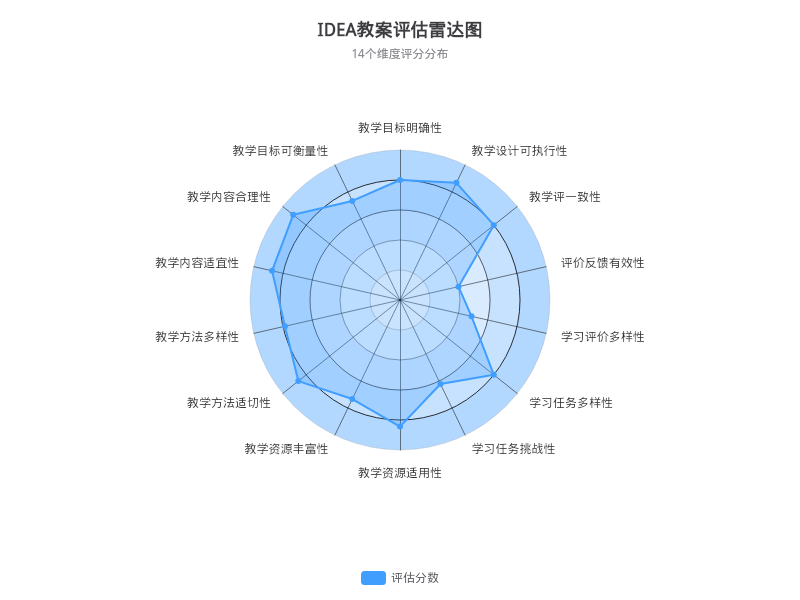 IDEA教案评估雷达图
14个维度评分分布
教学目标明确性
教学目标可衡量性
教学设计可执行性
教学内容合理性
教学评一致性
教学内容适宜性
评价反馈有效性
教学方法多样性
学习评价多样性
教学方法适切性
学习任务多样性
教学资源丰富性
学习任务挑战性
教学资源适用性
评估分数